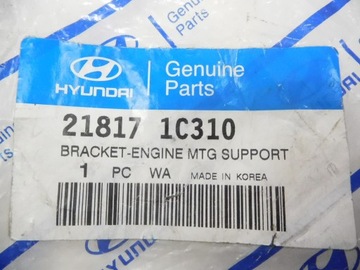 HYUNDAI
Genuine
Parts
21817 1C310
BRACKET-ENGINE MTG SUPPORT
1 PC WA MADE IN KOREA